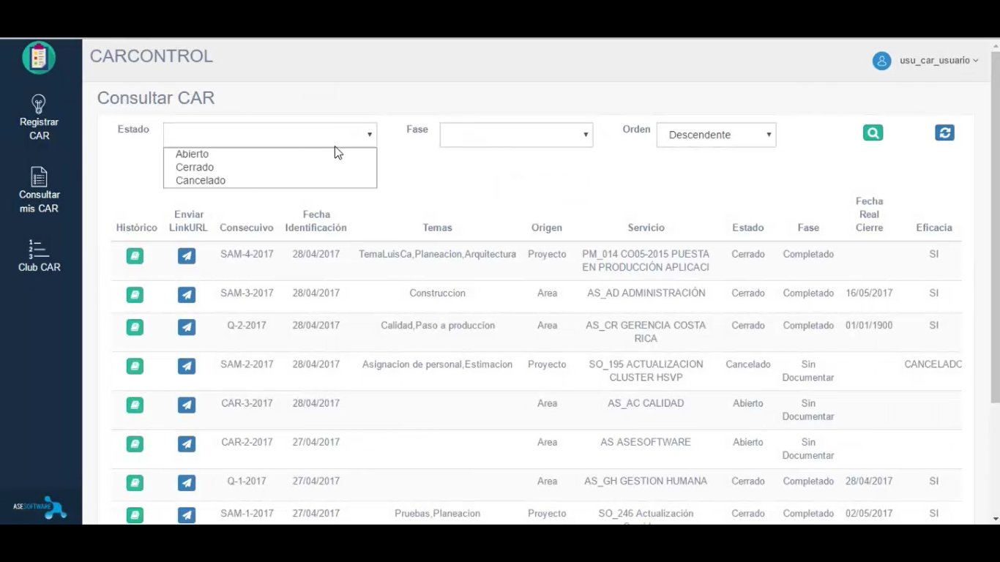 CARCONTROL
usu_car_usuario
Registrar
CAR
Consultar
mis CAR
1
2
3
Club CAR
ASESOFTWARE
Consultar CAR
Estado
Fase
Orden
Descendente
Abierto
Cerrado
Cancelado
Histórico
Enviar
LinkURL
Consecuivo
Fecha
Identificación
Temas
Origen
Servicio
Estado
Fase
Fecha
Real
Cierre
Eficacia
SAM-4-2017 28/04/2017 TemaLuisCa,Planeacion,Arquitectura Proyecto PM_014 CO05-2015 PUESTA Cerrado Completado SI
EN PRODUCCIÓN APLICACI
SAM-3-2017 28/04/2017 Construccion Area AS_AD ADMINISTRACIÓN Cerrado Completado 16/05/2017 SI
Q-2-2017 28/04/2017 Calidad,Paso a produccion Area AS_CR GERENCIA COSTA Cerrado Completado 01/01/1900 SI
RICA
SAM-2-2017 28/04/2017 Asignacion de personal,Estimacion Proyecto SO_195 ACTUALIZACION Cancelado Sin CANCELADO
CLUSTER HSVP Documentar
CAR-3-2017 28/04/2017 Area AS_AC CALIDAD Abierto Sin
Documentar
CAR-2-2017 27/04/2017 Area AS ASESOFTWARE Abierto Sin
Documentar
Q-1-2017 27/04/2017 Area AS_GH GESTION HUMANA Cerrado Completado 28/04/2017 SI
SAM-1-2017 27/04/2017 Pruebas,Planeacion Proyecto SO_246 Actualización Cerrado Completado 02/05/2017 SI